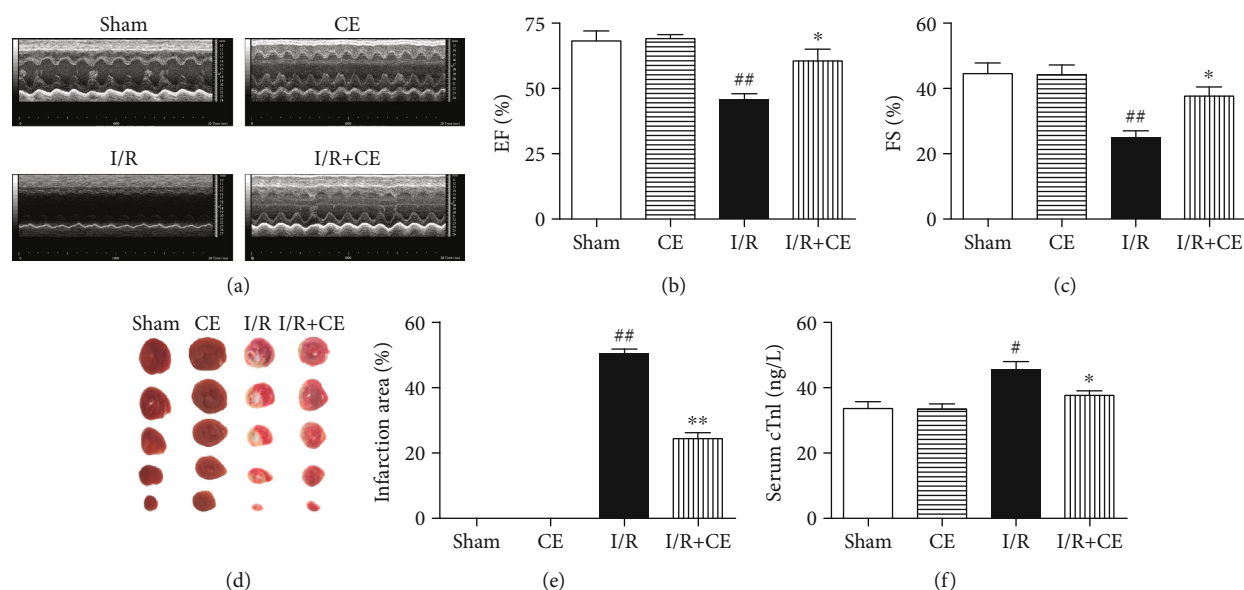 Sham CE
I/R I/R+CE
(a)
EF (%)
75
50
25
0
##
*
Sham CE I/R I/R+CE
(b)
FS (%)
60
40
20
0
##
*
Sham CE I/R I/R+CE
(c)
Sham CE I/R I/R+CE
(d)
Infarction area (%)
60
40
20
0
##
**
Sham CE I/R I/R+CE
(e)
Serum cTnl (ng/L)
60
40
20
0
#
*
Sham CE I/R I/R+CE
(f)